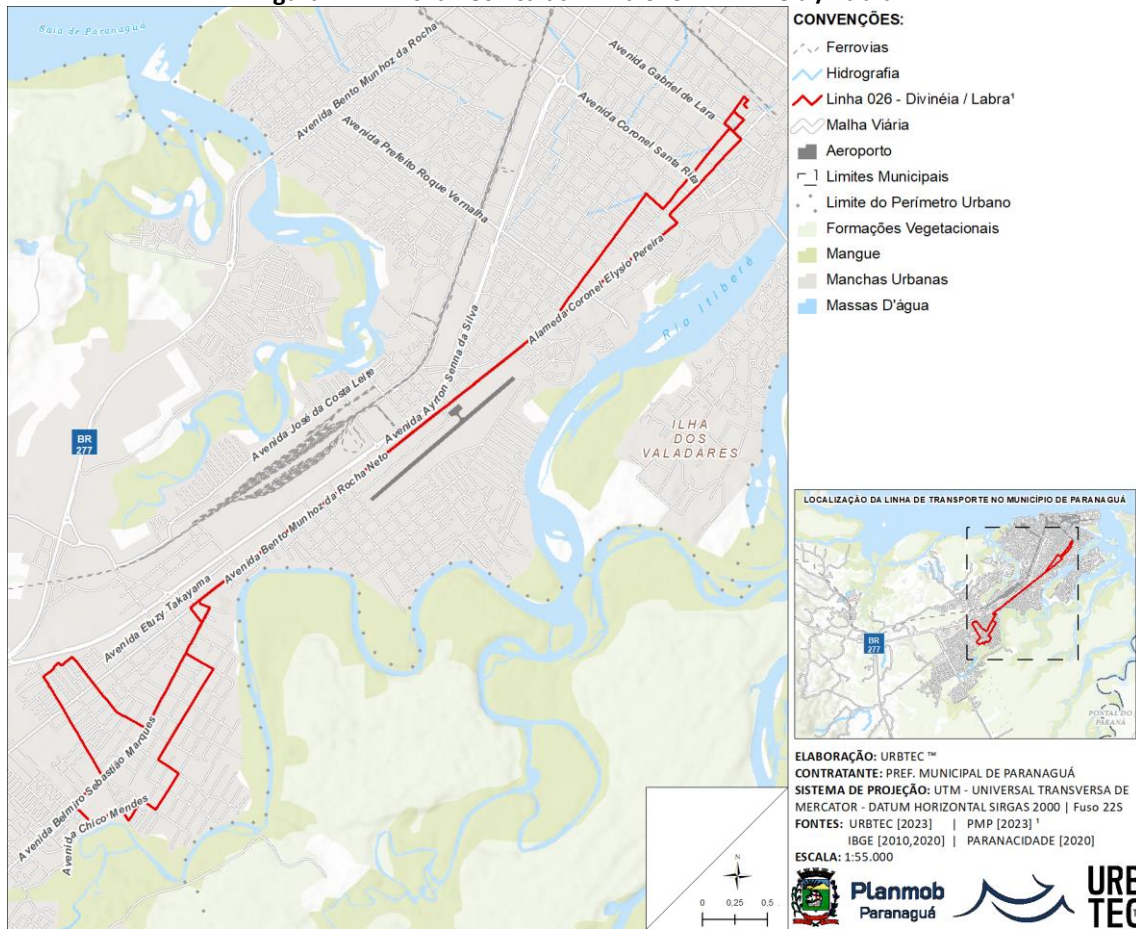 Baia de Paranaguá
Avenida Bento Munhoz da Rocha
Avenida Gabriel de Lara
Avenida Coronel Santa Rita
Avenida Prefeito Roque Vernalha
Alameda Coronel Elysio Pereira
Rio Itiberê
Avenida Ayrton Senna da Silva
Avenida José da Costa Leite
ILHA
DOS
VALADARES
BR
277
Avenida Bento Munhoz da Rocha Neto
Avenida Etuzy Takayama
Avenida Belmiro Sebastião Marques
Avenida Chico Mendes
N
0 0,25 0,5
CONVENÇÕES:
Ferrovias
Hidrografia
Linha 026 - Divinéia / Labra¹
Malha Viária
Aeroporto
Limites Municipais
Limite do Perímetro Urbano
Formações Vegetacionais
Mangue
Manchas Urbanas
Massas D'água
LOCALIZAÇÃO DA LINHA DE TRANSPORTE NO MUNICÍPIO DE PARANAGUÁ
BR
277
PONTAL DO
PARANÁ
ELABORAÇÃO: URBTEC ™
CONTRATANTE: PREF. MUNICIPAL DE PARANAGUÁ
SISTEMA DE PROJEÇÃO: UTM - UNIVERSAL TRANSVERSA DE
MERCATOR - DATUM HORIZONTAL SIRGAS 2000 | Fuso 22S
FONTES: URBTEC [2023] | PMP [2023] ¹
IBGE [2010,2020] | PARANACIDADE [2020]
ESCALA: 1:55.000
Planmob
Paranaguá
URB
TEC